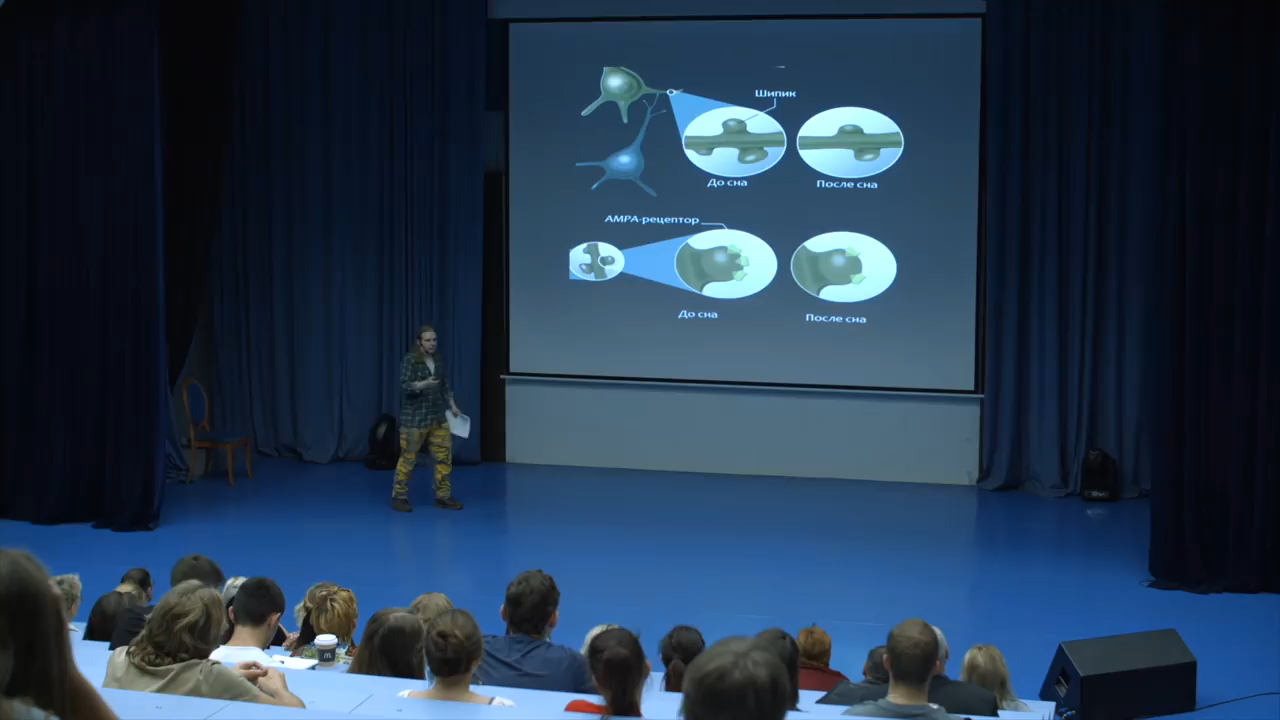 Шипик
До сна
После сна
AMPA-рецептор
До сна
После сна